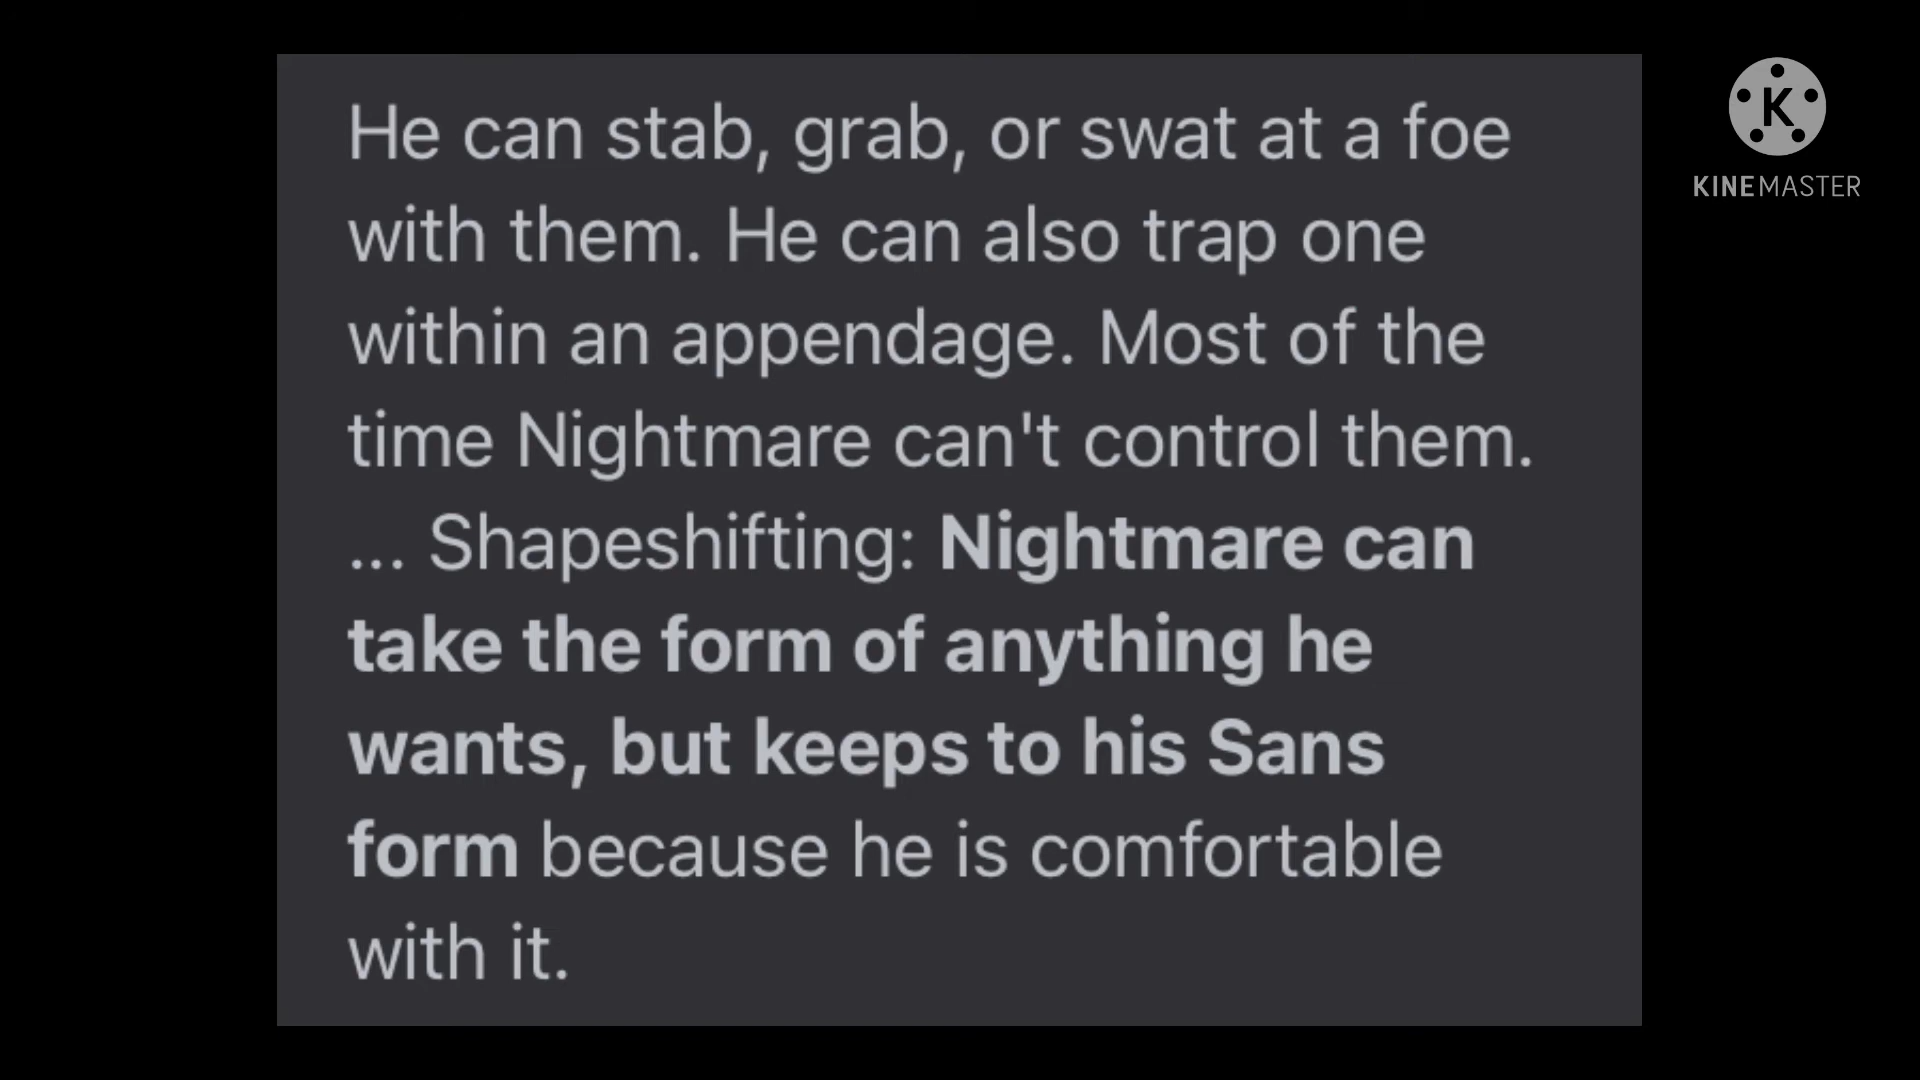 He can stab, grab, or swat at a foe
with them. He can also trap one
within an appendage. Most of the
time Nightmare can't control them.
... Shapeshifting: Nightmare can
take the form of anything he
wants, but keeps to his Sans
form because he is comfortable
with it.
K
KINEMASTER